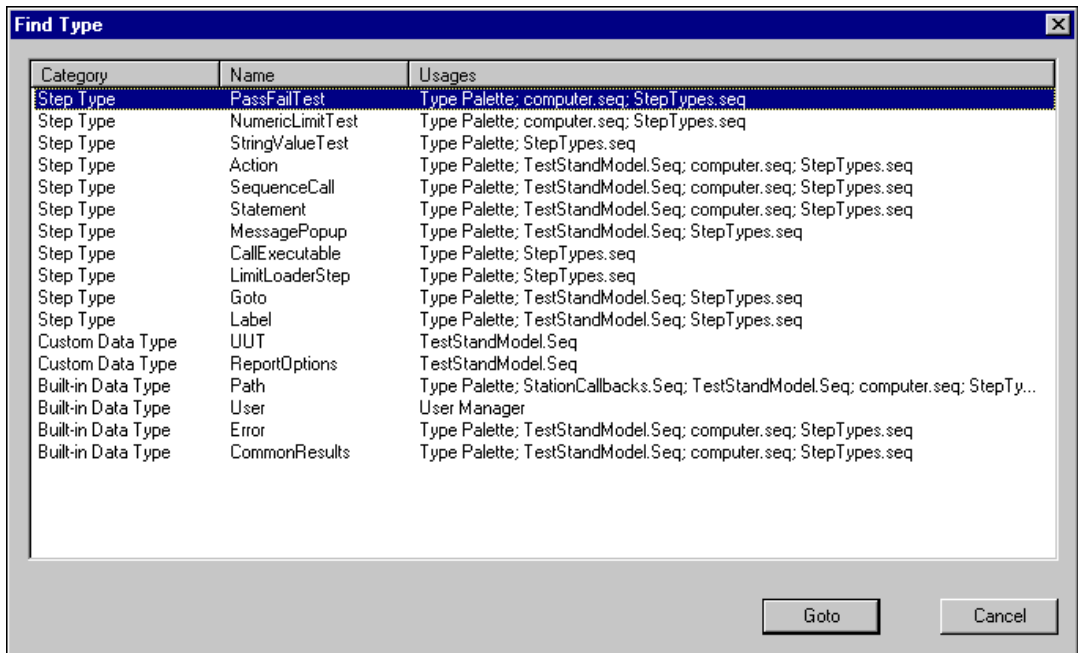 Find Type
Category Name Usages
Step Type PassFailTest Type Palette; computer.seq; StepTypes.seq
Step Type NumericLimitTest Type Palette; computer.seq; StepTypes.seq
Step Type StringValueTest Type Palette; StepTypes.seq
Step Type Action Type Palette; TestStandModel.Seq; computer.seq; StepTypes.seq
Step Type SequenceCall Type Palette; TestStandModel.Seq; computer.seq; StepTypes.seq
Step Type Statement Type Palette; TestStandModel.Seq; computer.seq; StepTypes.seq
Step Type MessagePopup Type Palette; TestStandModel.Seq; StepTypes.seq
Step Type CallExecutable Type Palette; StepTypes.seq
Step Type LimitLoaderStep Type Palette; StepTypes.seq
Step Type Goto Type Palette; TestStandModel.Seq; StepTypes.seq
Step Type Label Type Palette; TestStandModel.Seq; StepTypes.seq
Custom Data Type UUT TestStandModel.Seq
Custom Data Type ReportOptions TestStandModel.Seq
Built-in Data Type Path Type Palette; StationCallbacks.Seq; TestStandModel.Seq; computer.seq; StepTy...
Built-in Data Type User User Manager
Built-in Data Type Error Type Palette; TestStandModel.Seq; computer.seq; StepTypes.seq
Built-in Data Type CommonResults Type Palette; TestStandModel.Seq; computer.seq; StepTypes.seq
Goto Cancel